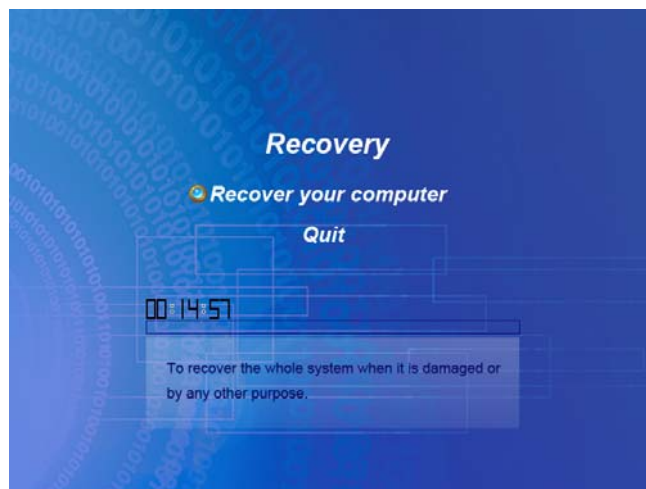 Recovery
Recover your computer
Quit
00:14:57
To recover the whole system when it is damaged or
by any other purpose.